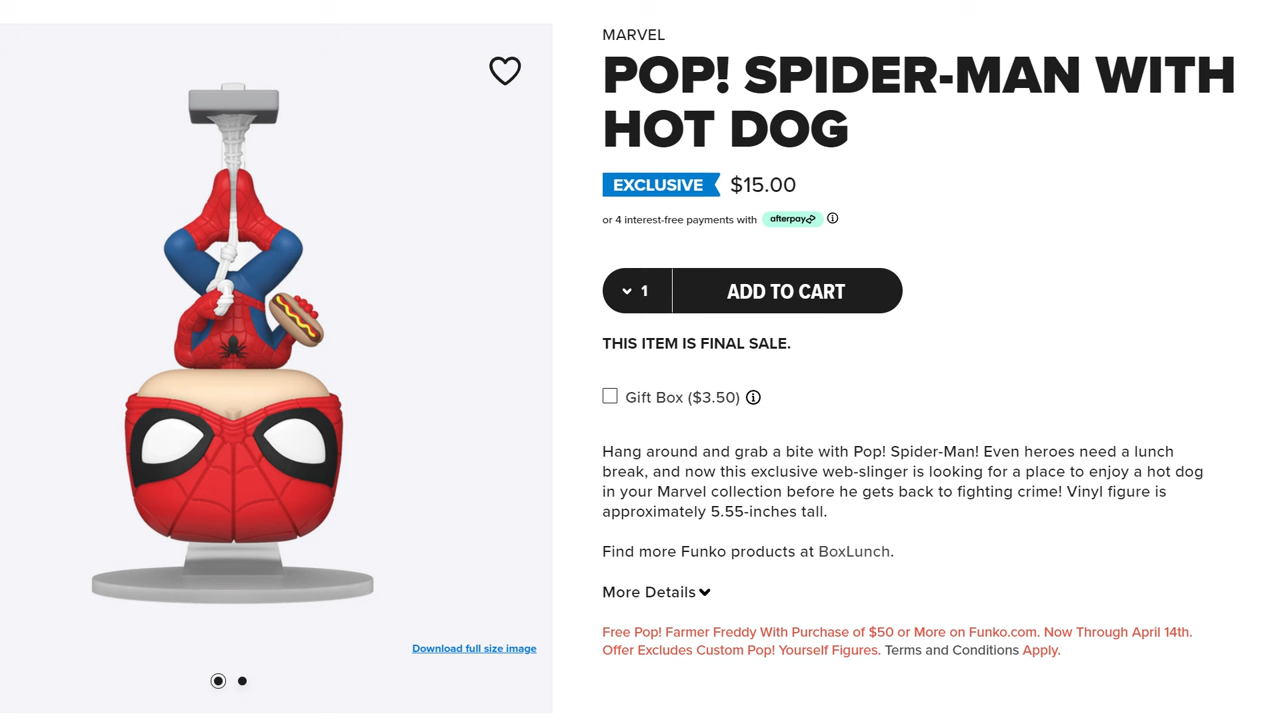 MARVEL
POP! SPIDER-MAN WITH
HOT DOG
EXCLUSIVE $15.00
or 4 interest-free payments with afterpay
1 ADD TO CART
THIS ITEM IS FINAL SALE.
Gift Box ($3.50)
Hang around and grab a bite with Pop! Spider-Man! Even heroes need a lunch
break, and now this exclusive web-slinger is looking for a place to enjoy a hot dog
in your Marvel collection before he gets back to fighting crime! Vinyl figure is
approximately 5.55-inches tall.
Find more Funko products at BoxLunch.
More Details
Free Pop! Farmer Freddy With Purchase of $50 or More on Funko.com. Now Through April 14th.
Offer Excludes Custom Pop! Yourself Figures. Terms and Conditions Apply.
Download full size image